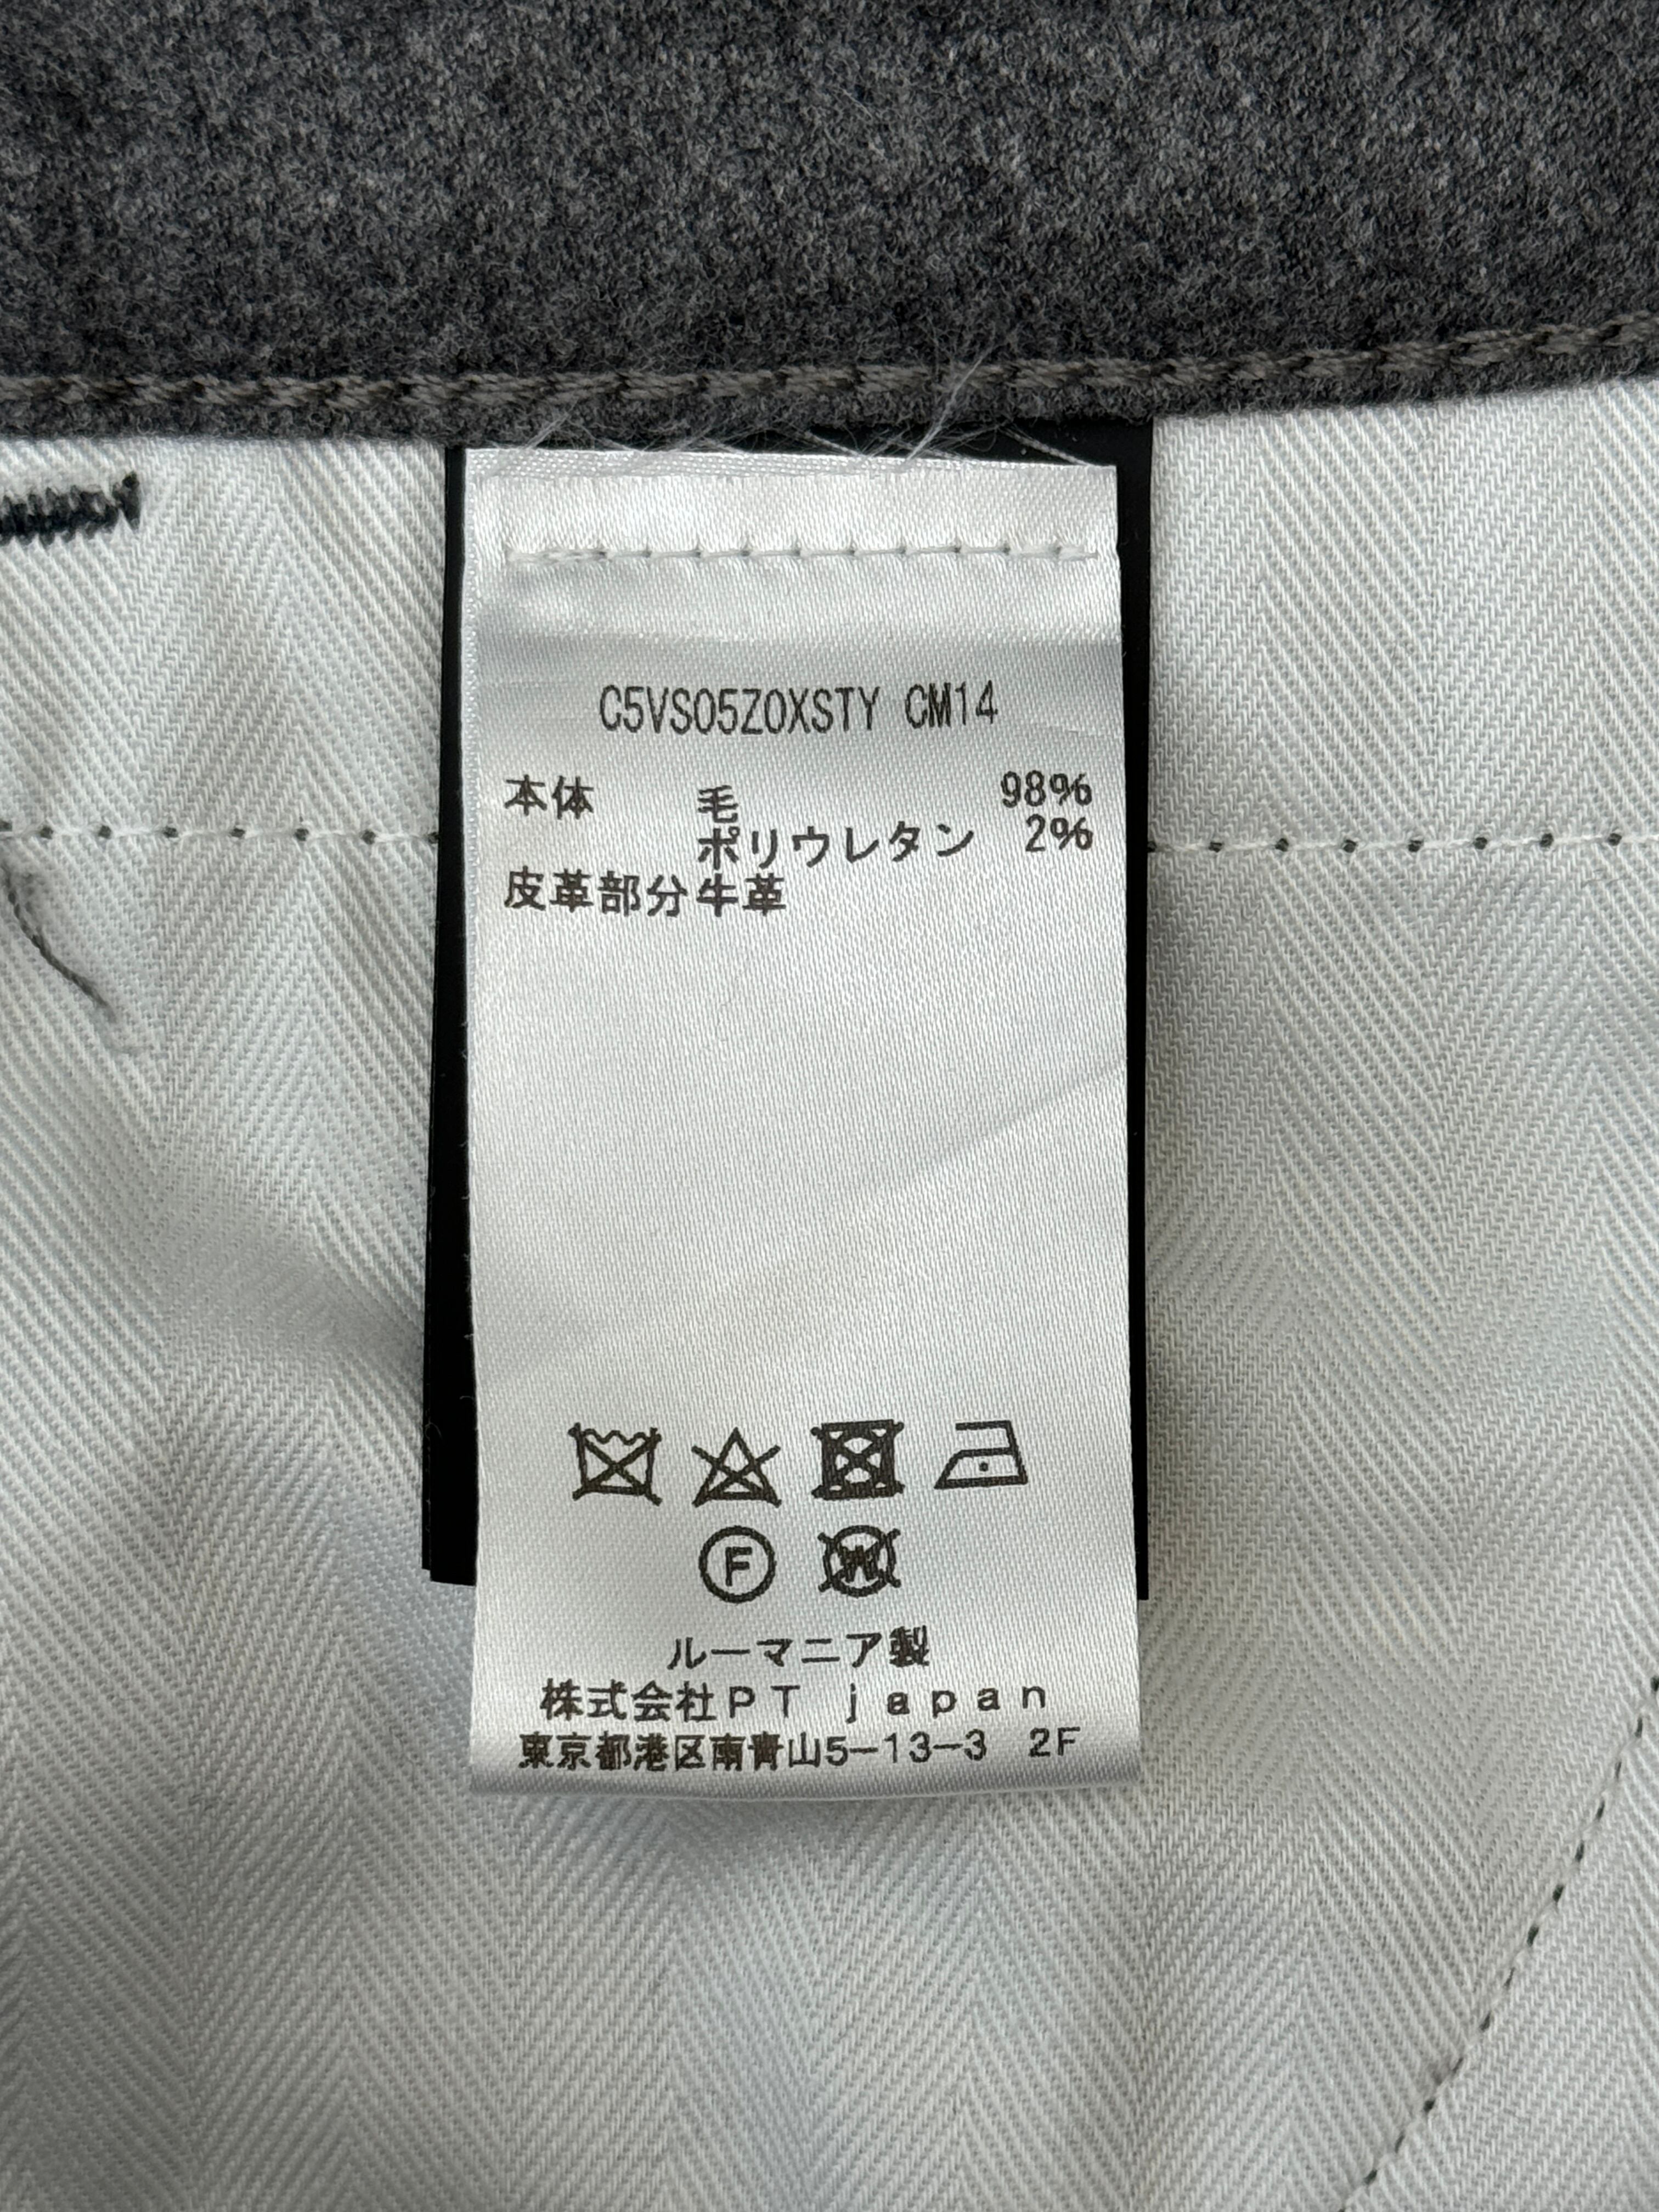 C5VS05Z0XSTY CM14
本体 毛 98%
ポリウレタン 2%
皮革部分 牛革
F W
ルーマニア製
株式会社PT japan
東京都港区南青山5-13-3 2F